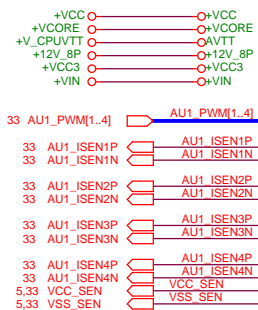 +VCC +VCC
+VCORE +VCORE
+V_CPUVTT AVTT
+12V_8P +12V_8P
+VCC3 +VCC3
+VIN +VIN
33 AU1_PWM[1..4] AU1_PWM[1..4]
33 AU1_ISEN1P AU1_ISEN1P
33 AU1_ISEN1N AU1_ISEN1N
33 AU1_ISEN2P AU1_ISEN2P
33 AU1_ISEN2N AU1_ISEN2N
33 AU1_ISEN3P AU1_ISEN3P
33 AU1_ISEN3N AU1_ISEN3N
33 AU1_ISEN4P AU1_ISEN4P
33 AU1_ISEN4N AU1_ISEN4N
5,33 VCC_SEN VCC_SEN
5,33 VSS_SEN VSS_SEN